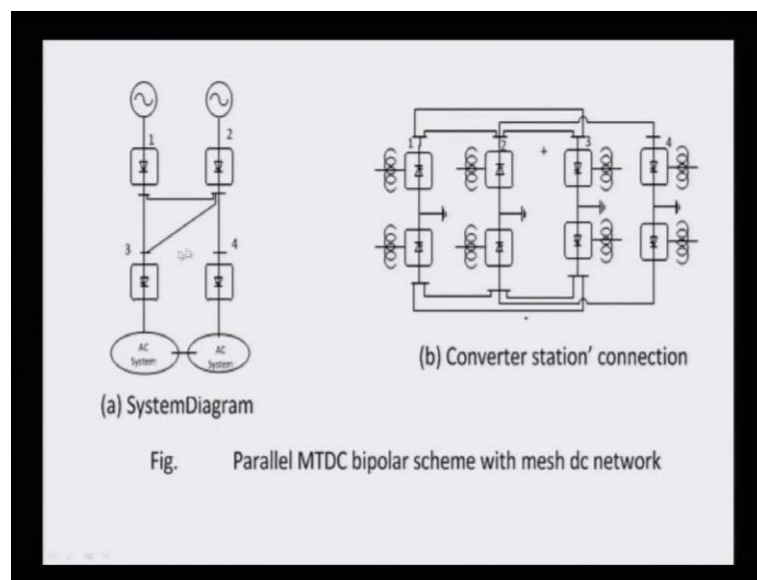 1
2
3
4
AC
System
AC
System
(a) SystemDiagram
1
2
+
3
4
-
(b) Converter station' connection
Fig. Parallel MTDC bipolar scheme with mesh dc network